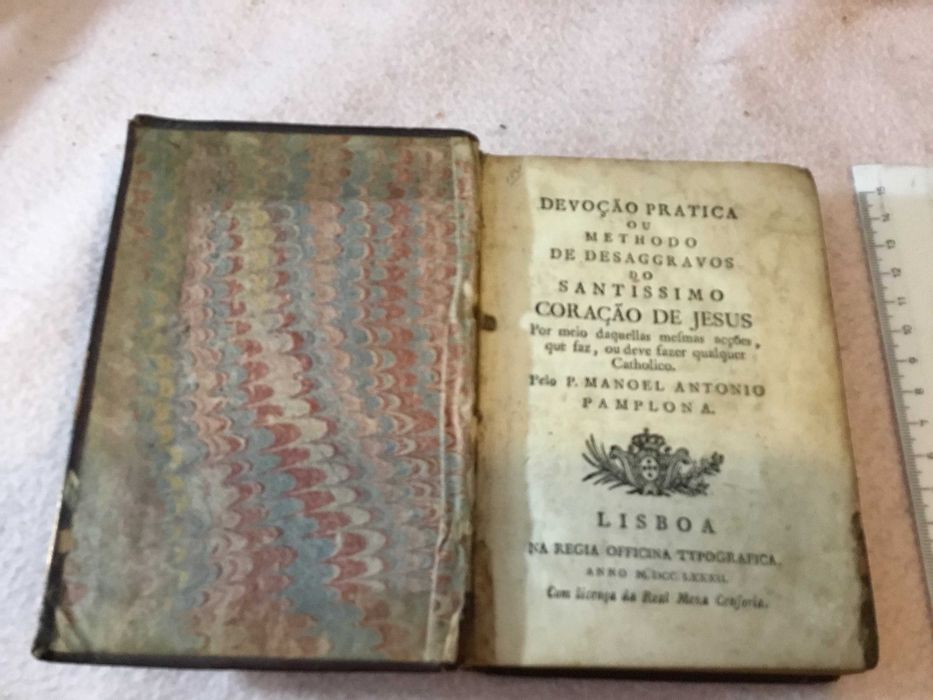 DEVOÇÃO PRATICA
OU
METHODO
DE DESAGGRAVOS
DO
SANTISSIMO
CORAÇÃO DE JESUS
Por meio daquellas meſmas acções,
que faz, ou deve fazer qualquer
Catholico.
Pelo P. MANOEL ANTONIO
PAMPLONA.
LISBOA
NA REGIA OFFICINA TYPOGRAFICA.
ANNO M.DCC.LXXXII.
Com licença da Real Meza Cenſoria.